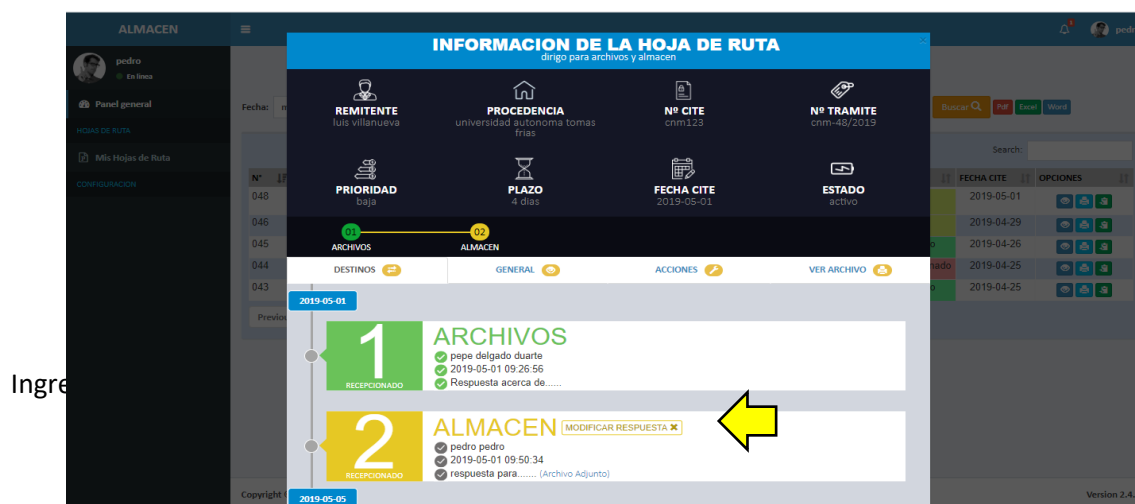 ALMACEN
pedro
pedro
En línea
Panel general
HOJAS DE RUTA
Mis Hojas de Ruta
CONFIGURACION
Fecha:
Buscar
Pdf
Excel
Word
Search:
N°
FECHA CITE
OPCIONES
048
2019-05-01
046
2019-04-29
045
2019-04-26
044
2019-04-25
043
2019-04-25
INFORMACION DE LA HOJA DE RUTA
dirigo para archivos y almacen
REMITENTE
luis villanueva
PROCEDENCIA
universidad autonoma tomas
frias
Nº CITE
cnm123
Nº TRAMITE
cnm-48/2019
PRIORIDAD
baja
PLAZO
4 dias
FECHA CITE
2019-05-01
ESTADO
activo
01
ARCHIVOS
02
ALMACEN
DESTINOS
GENERAL
ACCIONES
VER ARCHIVO
2019-05-01
1
RECEPCIONADO
ARCHIVOS
pepe delgado duarte
2019-05-01 09:26:56
Respuesta acerca de......
2
RECEPCIONADO
ALMACEN MODIFICAR RESPUESTA
pedro pedro
2019-05-01 09:50:34
respuesta para....... (Archivo Adjunto)
2019-05-05
Copyright
Version 2.4.